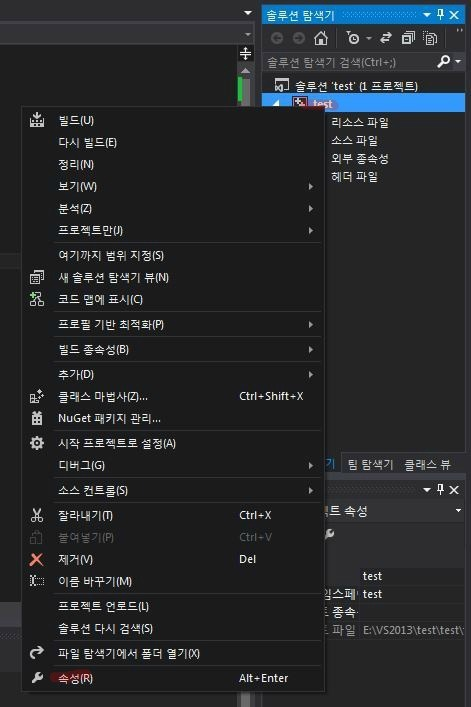 솔루션 탐색기
솔루션 탐색기 검색(Ctrl+;)
솔루션 'test' (1 프로젝트)
test
리소스 파일
소스 파일
외부 종속성
헤더 파일
빌드(U)
다시 빌드(E)
정리(N)
보기(W)
분석(Z)
프로젝트만(J)
여기까지 범위 지정(S)
새 솔루션 탐색기 뷰(N)
코드 맵에 표시(C)
프로필 기반 최적화(P)
빌드 종속성(B)
추가(D)
클래스 마법사(Z)... Ctrl+Shift+X
NuGet 패키지 관리...
시작 프로젝트로 설정(A)
디버그(G)
소스 컨트롤(S)
잘라내기(T) Ctrl+X
붙여넣기(P) Ctrl+V
제거(V) Del
이름 바꾸기(M)
프로젝트 언로드(L)
솔루션 다시 검색(S)
파일 탐색기에서 폴더 열기(X)
속성(R) Alt+Enter
기 팀 탐색기 클래스 뷰
트 속성
test
임스페 test
트 종속
트 파일 E:\VS2013\test\test\